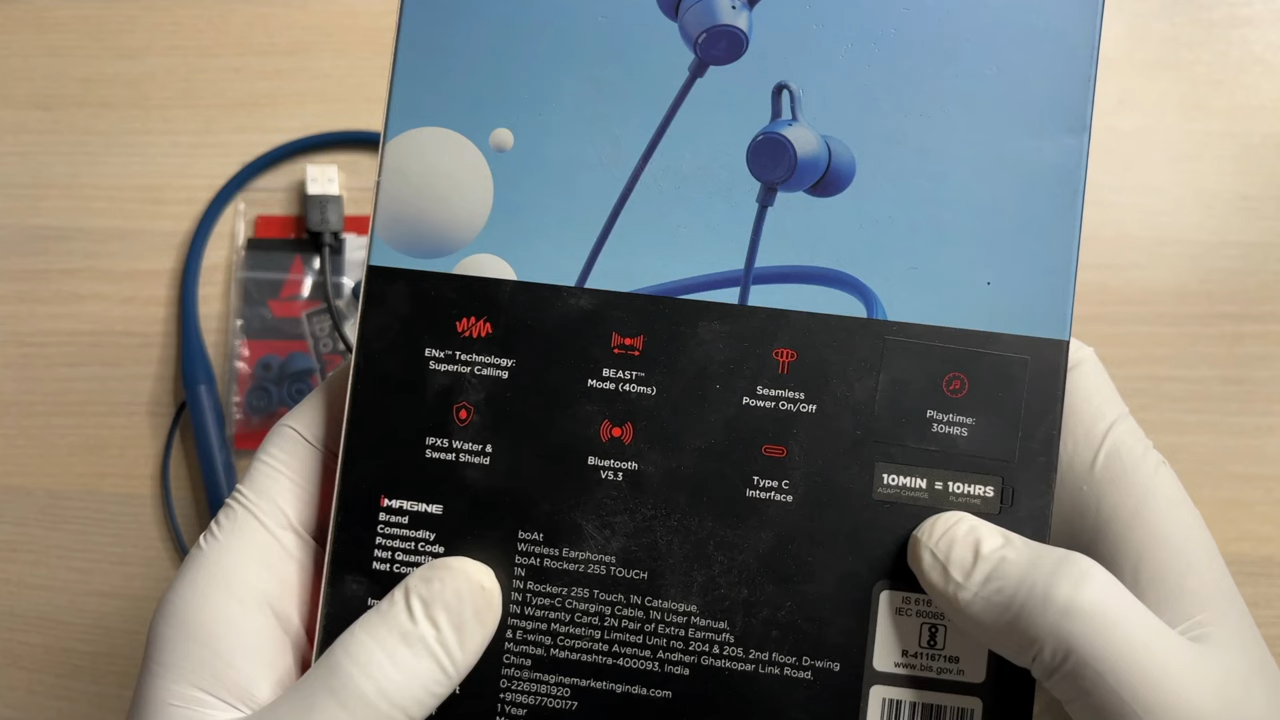 ENx™ Technology:
Superior Calling
BEAST™
Mode (40ms)
Seamless
Power On/Off
Playtime:
30HRS
IPX5 Water &
Sweat Shield
Bluetooth
V5.3
Type C
Interface
10MIN = 10HRS
ASAP™ CHARGE PLAYTIME
iMAGINE
Brand
Commodity
Product Code
Net
Net
boAt
Wireless Earphones
boAt Rockerz 255 TOUCH
1N
1N Rockerz 255 Touch, 1N Catalogue,
1N Type-C Charging Cable, 1N User Manual,
1N Warranty Card, 2N Pair of Extra Earmuffs
Imagine Marketing Limited Unit no. 204 & 205, 2nd floor, D-wing
& E-wing, Corporate Avenue, Andheri Ghatkopar Link Road,
Mumbai, Maharashtra-400093, India
China
info@imaginemarketingindia.com
0-2269181920
+919667700177
1 Year
IS 616
IEC 60065
R-41167169
www.bis.gov.in